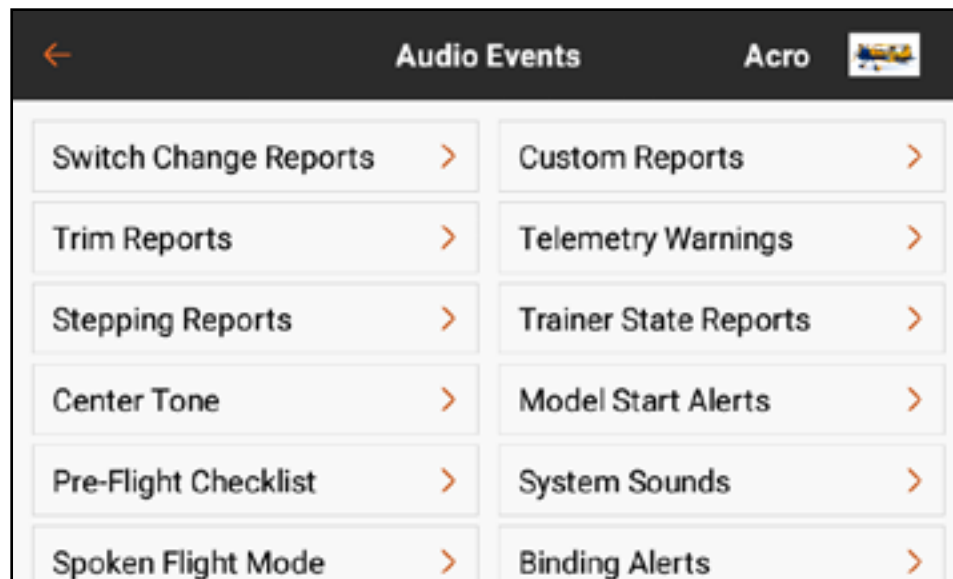 Audio Events
Acro
Switch Change Reports
Custom Reports
Trim Reports
Telemetry Warnings
Stepping Reports
Trainer State Reports
Center Tone
Model Start Alerts
Pre-Flight Checklist
System Sounds
Spoken Flight Mode
Binding Alerts